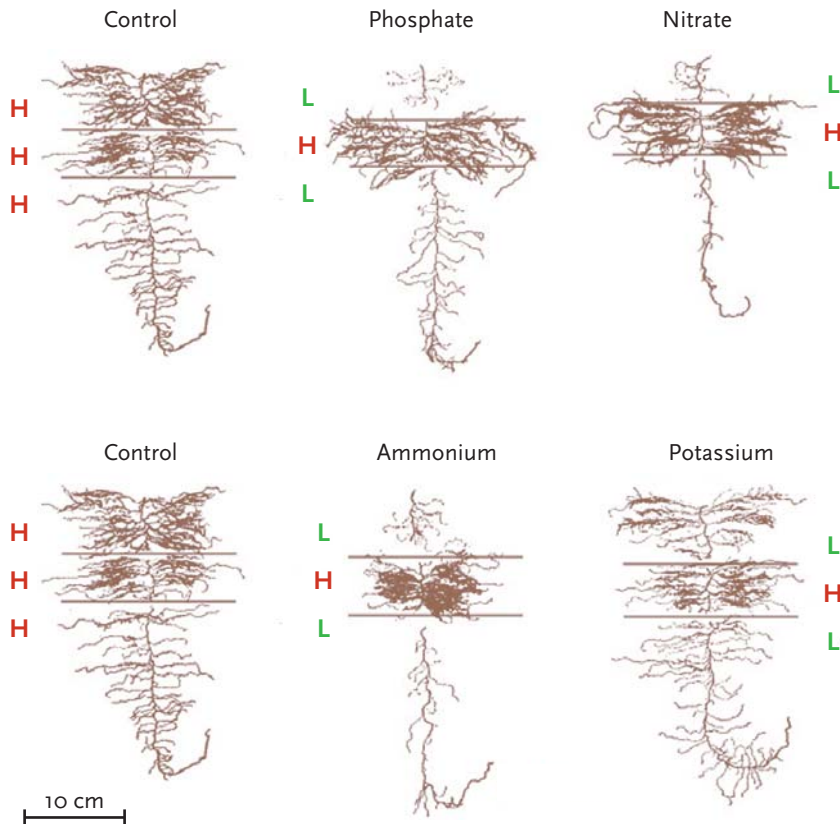 Control
Phosphate
Nitrate
H
H
H
L
H
L
L
H
L
Control
Ammonium
Potassium
H
H
H
L
H
L
L
H
L
10 cm